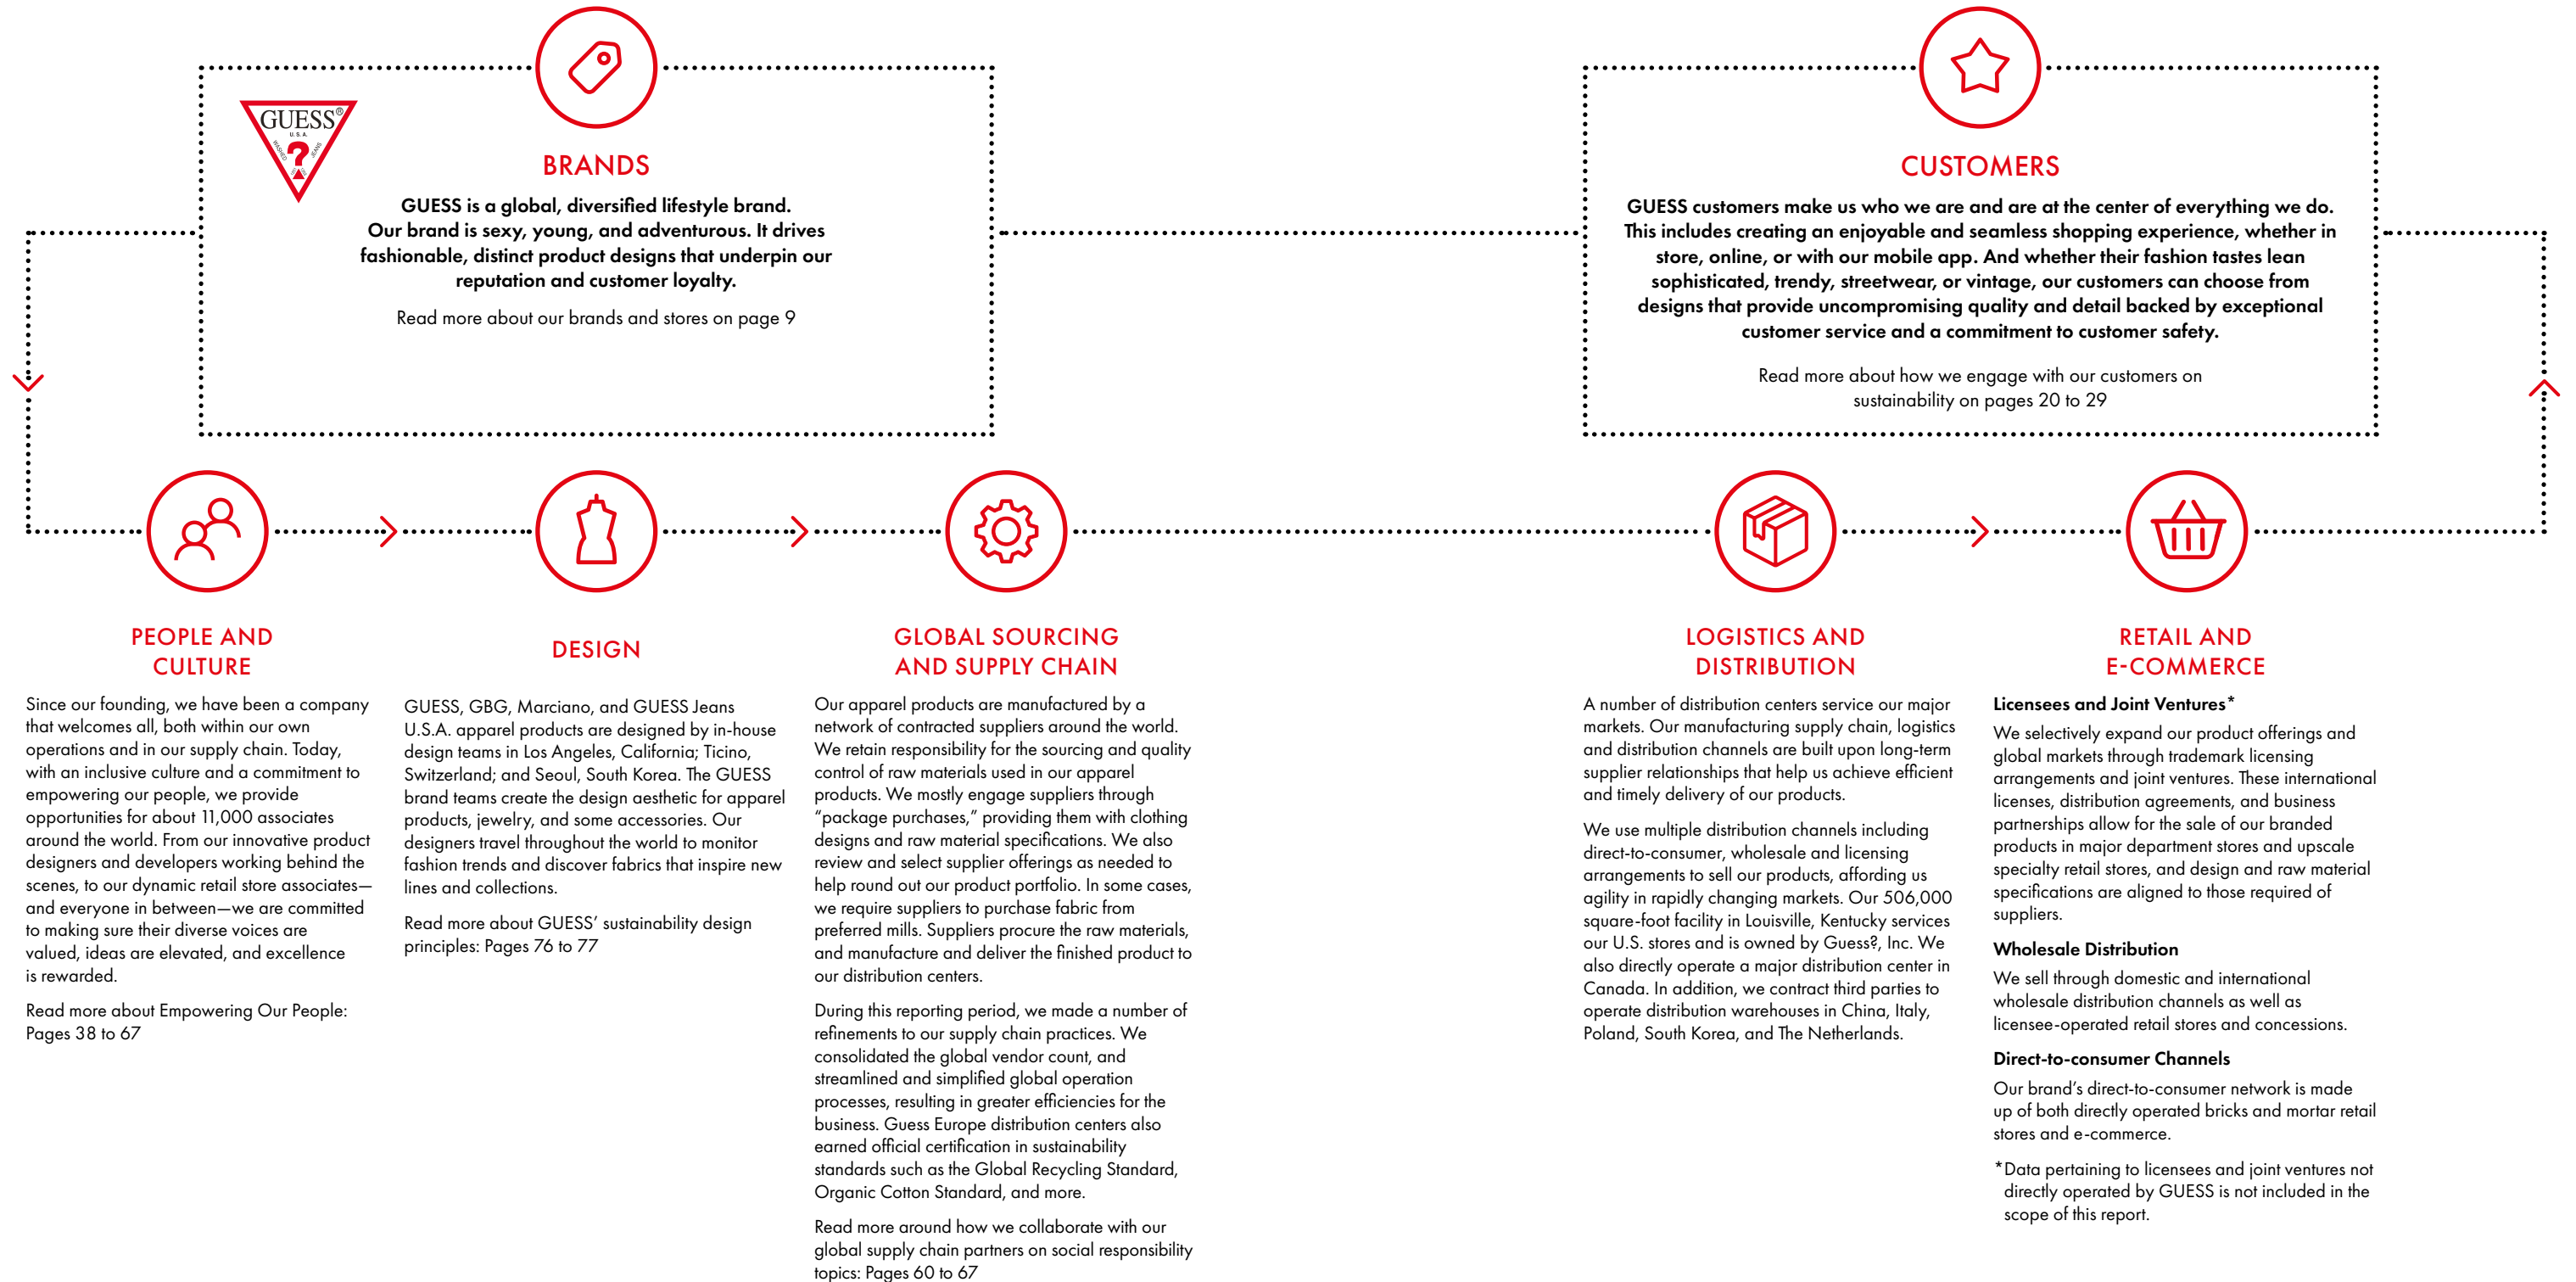 GUESS®
U.S.A.
WASHED
JEANS
?
BRANDS
GUESS is a global, diversified lifestyle brand.
Our brand is sexy, young, and adventurous. It drives
fashionable, distinct product designs that underpin our
reputation and customer loyalty.
Read more about our brands and stores on page 9
CUSTOMERS
GUESS customers make us who we are and are at the center of everything we do.
This includes creating an enjoyable and seamless shopping experience, whether in
store, online, or with our mobile app. And whether their fashion tastes lean
sophisticated, trendy, streetwear, or vintage, our customers can choose from
designs that provide uncompromising quality and detail backed by exceptional
customer service and a commitment to customer safety.
Read more about how we engage with our customers on
sustainability on pages 20 to 29
PEOPLE AND
CULTURE
Since our founding, we have been a company
that welcomes all, both within our own
operations and in our supply chain. Today,
with an inclusive culture and a commitment to
empowering our people, we provide
opportunities for about 11,000 associates
around the world. From our innovative product
designers and developers working behind the
scenes, to our dynamic retail store associates—
and everyone in between—we are committed
to making sure their diverse voices are
valued, ideas are elevated, and excellence
is rewarded.
Read more about Empowering Our People:
Pages 38 to 67
DESIGN
GUESS, GBG, Marciano, and GUESS Jeans
U.S.A. apparel products are designed by in-house
design teams in Los Angeles, California; Ticino,
Switzerland; and Seoul, South Korea. The GUESS
brand teams create the design aesthetic for apparel
products, jewelry, and some accessories. Our
designers travel throughout the world to monitor
fashion trends and discover fabrics that inspire new
lines and collections.
Read more about GUESS’ sustainability design
principles: Pages 76 to 77
GLOBAL SOURCING
AND SUPPLY CHAIN
Our apparel products are manufactured by a
network of contracted suppliers around the world.
We retain responsibility for the sourcing and quality
control of raw materials used in our apparel
products. We mostly engage suppliers through
“package purchases,” providing them with clothing
designs and raw material specifications. We also
review and select supplier offerings as needed to
help round out our product portfolio. In some cases,
we require suppliers to purchase fabric from
preferred mills. Suppliers procure the raw materials,
and manufacture and deliver the finished product to
our distribution centers.
During this reporting period, we made a number of
refinements to our supply chain practices. We
consolidated the global vendor count, and
streamlined and simplified global operation
processes, resulting in greater efficiencies for the
business. Guess Europe distribution centers also
earned official certification in sustainability
standards such as the Global Recycling Standard,
Organic Cotton Standard, and more.
Read more around how we collaborate with our
global supply chain partners on social responsibility
topics: Pages 60 to 67
LOGISTICS AND
DISTRIBUTION
A number of distribution centers service our major
markets. Our manufacturing supply chain, logistics
and distribution channels are built upon long-term
supplier relationships that help us achieve efficient
and timely delivery of our products.
We use multiple distribution channels including
direct-to-consumer, wholesale and licensing
arrangements to sell our products, affording us
agility in rapidly changing markets. Our 506,000
square-foot facility in Louisville, Kentucky services
our U.S. stores and is owned by Guess?, Inc. We
also directly operate a major distribution center in
Canada. In addition, we contract third parties to
operate distribution warehouses in China, Italy,
Poland, South Korea, and The Netherlands.
RETAIL AND
E-COMMERCE
Licensees and Joint Ventures*
We selectively expand our product offerings and
global markets through trademark licensing
arrangements and joint ventures. These international
licenses, distribution agreements, and business
partnerships allow for the sale of our branded
products in major department stores and upscale
specialty retail stores, and design and raw material
specifications are aligned to those required of
suppliers.
Wholesale Distribution
We sell through domestic and international
wholesale distribution channels as well as
licensee-operated retail stores and concessions.
Direct-to-consumer Channels
Our brand’s direct-to-consumer network is made
up of both directly operated bricks and mortar retail
stores and e-commerce.
*Data pertaining to licensees and joint ventures not
directly operated by GUESS is not included in the
scope of this report.